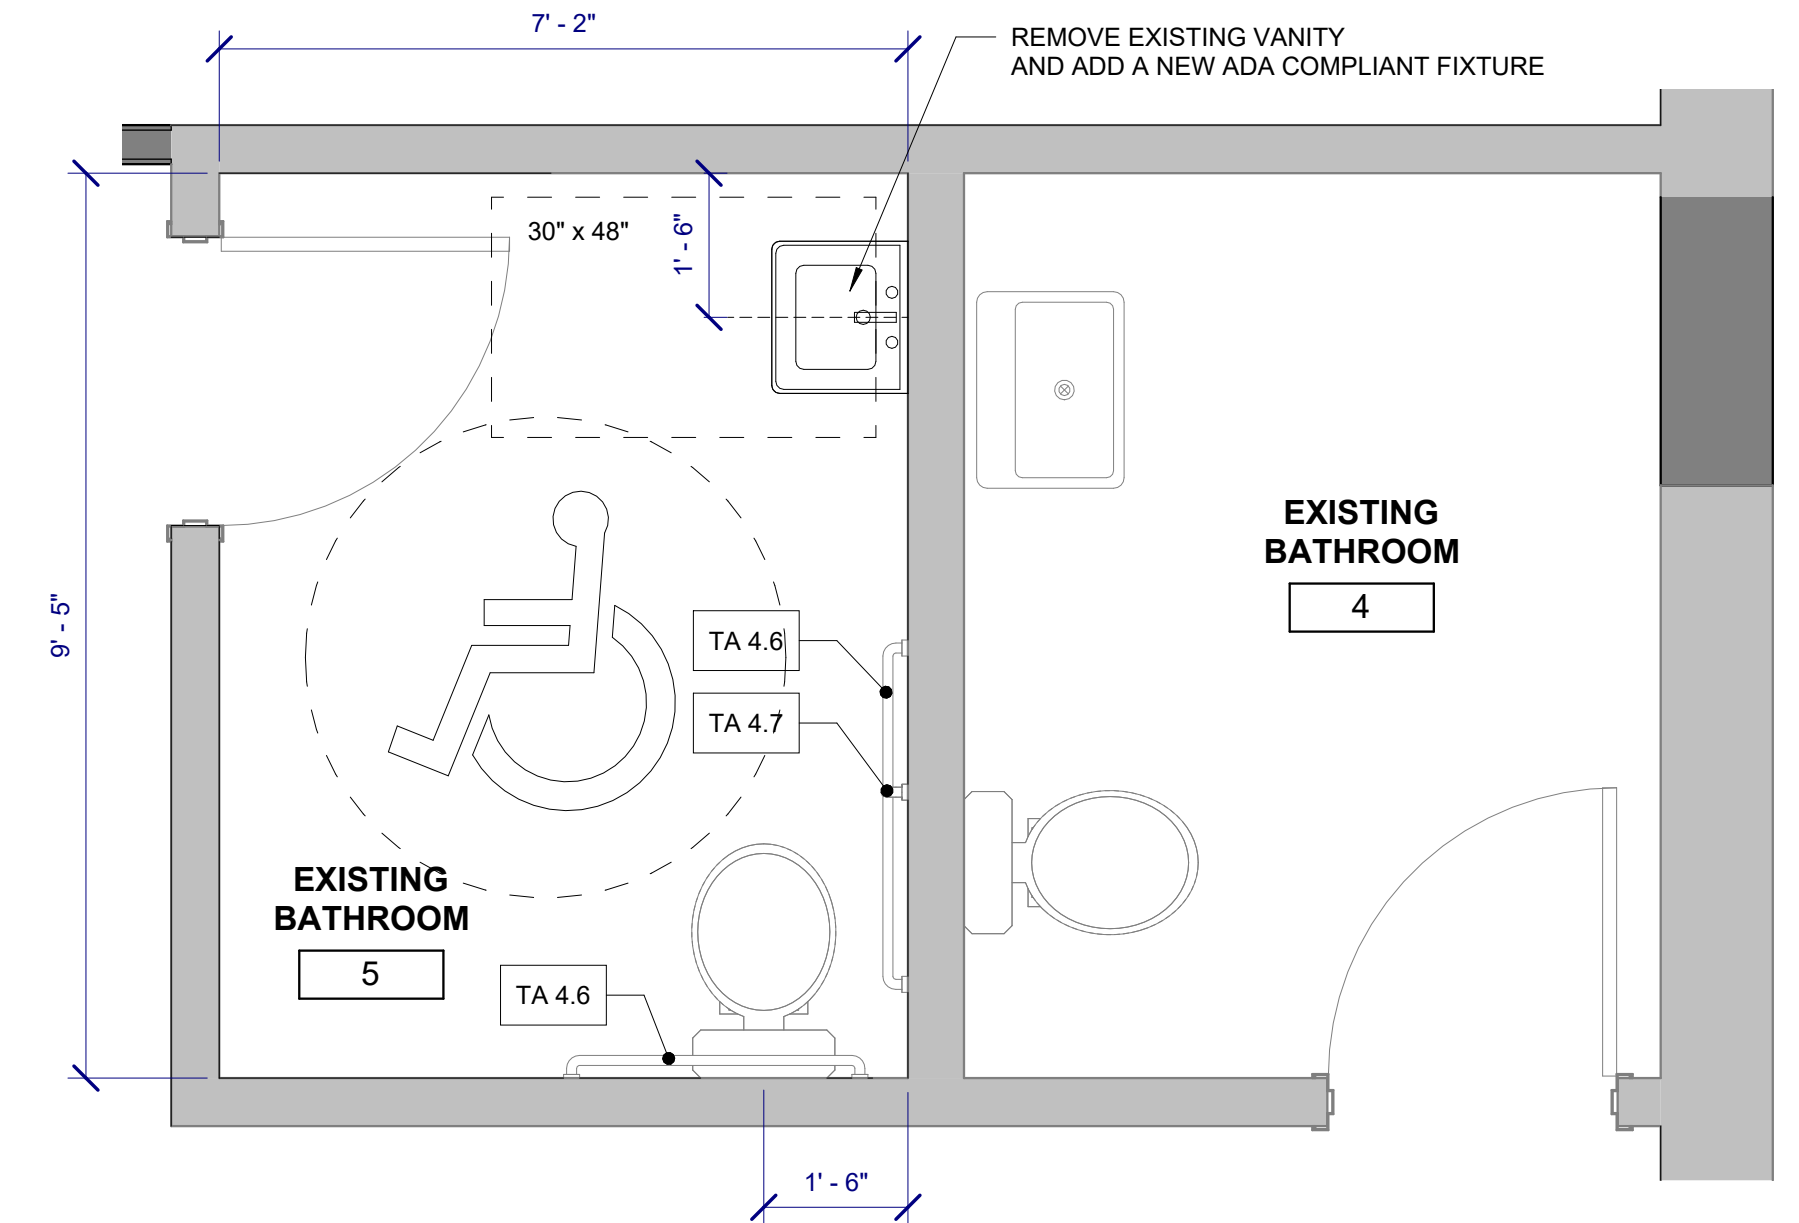 7' - 2"
REMOVE EXISTING VANITY
AND ADD A NEW ADA COMPLIANT FIXTURE
30" x 48"
1' - 6"
EXISTING
BATHROOM
4
9' - 5"
TA 4.6
TA 4.7
EXISTING
BATHROOM
5
TA 4.6
1' - 6"